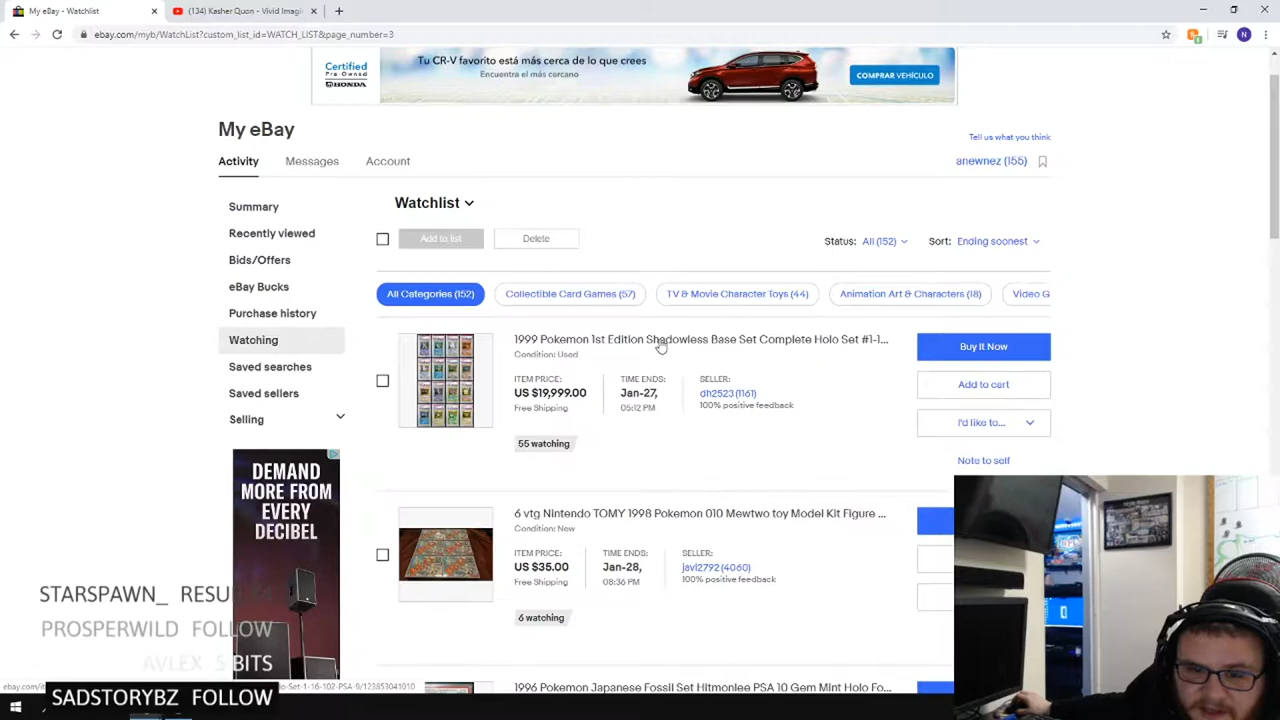 My eBay - Watchlist
(134) Kasher Quon - Vivid Imagi
ebay.com/myb/WatchList?custom_list_id=WATCH_LIST&page_number=3
Certified
Pre-Owned
HONDA
Tu CR-V favorito está más cerca de lo que crees
Encuentra el más cercano
COMPRAR VEHÍCULO
My eBay
Tell us what you think
Activity
Messages
Account
anewnez (155)
Summary
Recently viewed
Bids/Offers
eBay Bucks
Purchase history
Watching
Saved searches
Saved sellers
Selling
Watchlist
Add to list
Delete
Status: All (152)
Sort: Ending soonest
All Categories (152)
Collectible Card Games (57)
TV & Movie Character Toys (44)
Animation Art & Characters (18)
Video G
1999 Pokemon 1st Edition Shadowless Base Set Complete Holo Set #1-1...
Condition: Used
ITEM PRICE:
US $19,999.00
Free Shipping
TIME ENDS:
Jan-27,
05:12 PM
SELLER:
dh2523 (1161)
100% positive feedback
55 watching
Buy It Now
Add to cart
I'd like to...
Note to self
6 vtg Nintendo TOMY 1998 Pokemon 010 Mewtwo toy Model Kit Figure ...
Condition: New
ITEM PRICE:
US $35.00
Free Shipping
TIME ENDS:
Jan-28,
08:36 PM
SELLER:
javi2792 (4060)
100% positive feedback
6 watching
1996 Pokemon Japanese Fossil Set Hitmonlee PSA 10 Gem Mint Holo Fo...
DEMAND
MORE FROM
EVERY
DECIBEL
STARSPAWN_ RESUB
PROSPERWILD FOLLOW
AVLEX 5 BITS
SADSTORYBZ FOLLOW